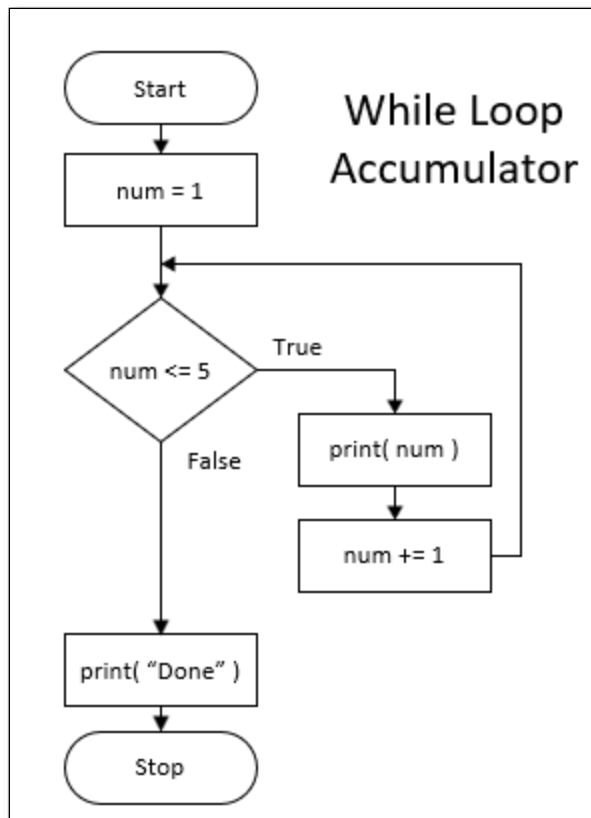 While Loop
Accumulator
Start
num = 1
num <= 5
True
print( num )
num += 1
False
print( “Done” )
Stop